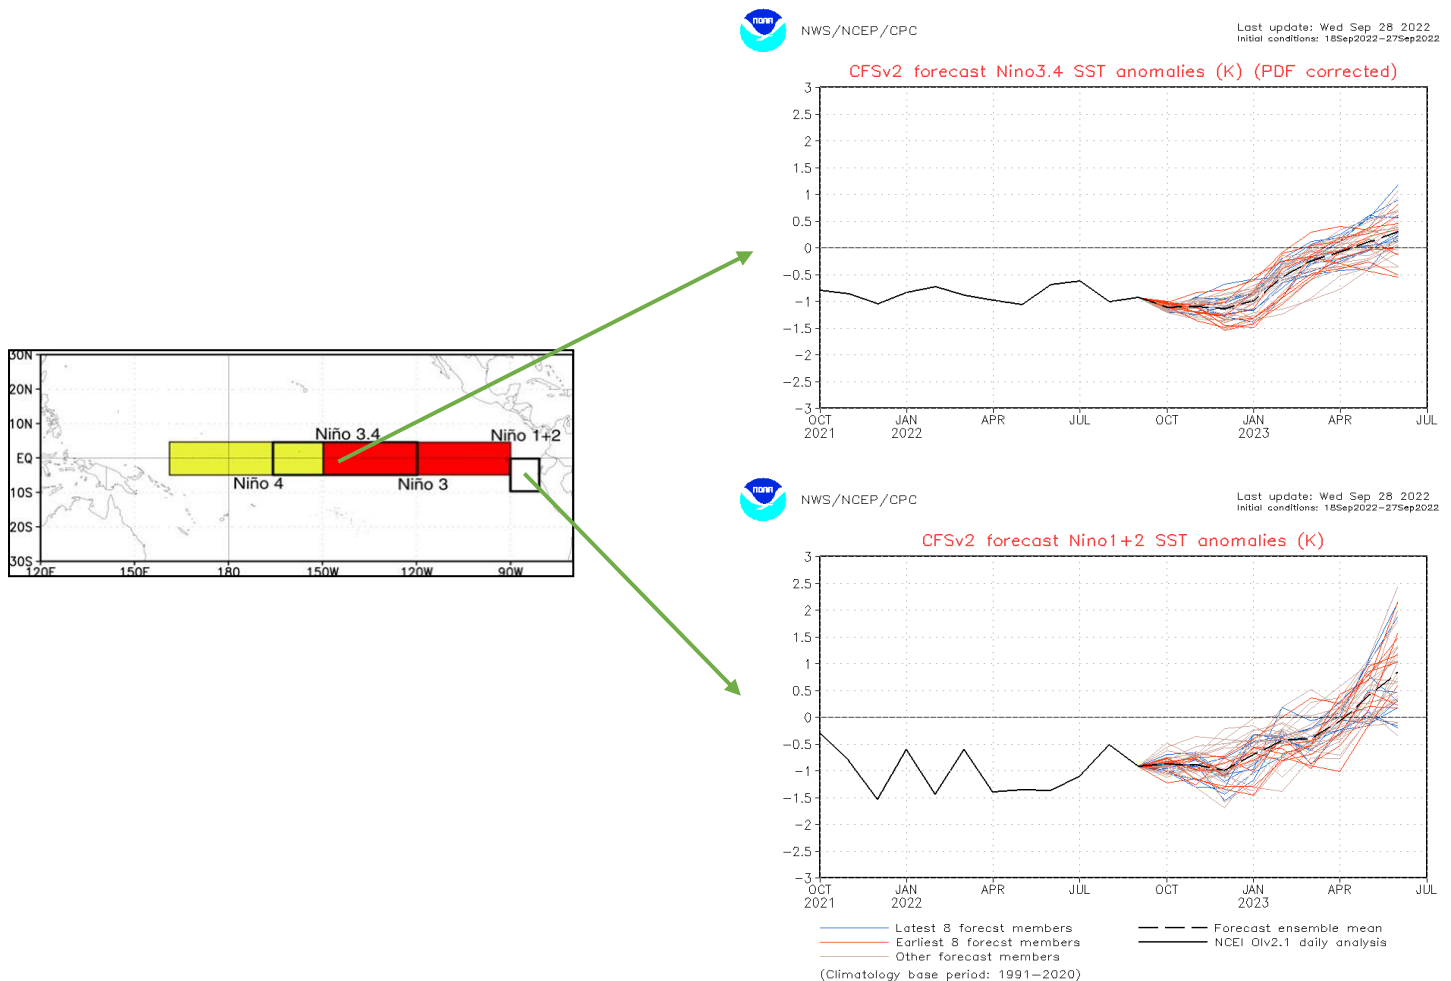 NOAA
NWS/NCEP/CPC
Last update: Wed Sep 28 2022
Initial conditions: 18Sep2022-27Sep2022
CFSv2 forecast Nino3.4 SST anomalies (K) (PDF corrected)
3
2.5
2
1.5
1
0.5
0
-0.5
-1
-1.5
-2
-2.5
-3
OCT JAN APR JUL OCT JAN APR JUL
2021 2022 2023
30N
20N
10N
EQ
10S
20S
30S
120E 150E 180 150W 120W 90W
Niño 3.4
Niño 1+2
Niño 4
Niño 3
NOAA
NWS/NCEP/CPC
Last update: Wed Sep 28 2022
Initial conditions: 18Sep2022-27Sep2022
CFSv2 forecast Nino1+2 SST anomalies (K)
3
2.5
2
1.5
1
0.5
0
-0.5
-1
-1.5
-2
-2.5
-3
OCT JAN APR JUL OCT JAN APR JUL
2021 2022 2023
Latest 8 forecst members
Earliest 8 forecst members
Other forecast members
(Climatology base period: 1991-2020)
Forecast ensemble mean
NCEI OIv2.1 daily analysis